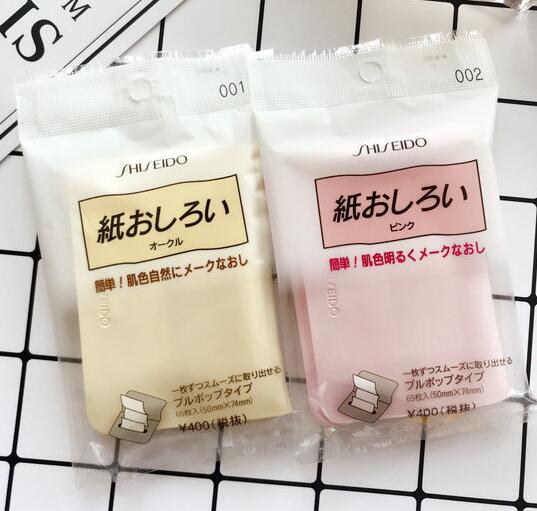 M
SIS
001
SHISEIDO
紙おしろい
オークル
簡単！肌色自然にメークなおし
SHISEIDO
一枚ずつスムーズに取り出せる
プルポップタイプ
65枚入(50mm×74mm)
¥400(税抜)
002
SHISEIDO
紙おしろい
ピンク
簡単！肌色明るくメークなおし
SEIDO
一枚ずつスムーズに取り出せる
プルポップタイプ
65枚入(50mm×74mm)
¥400(税抜)